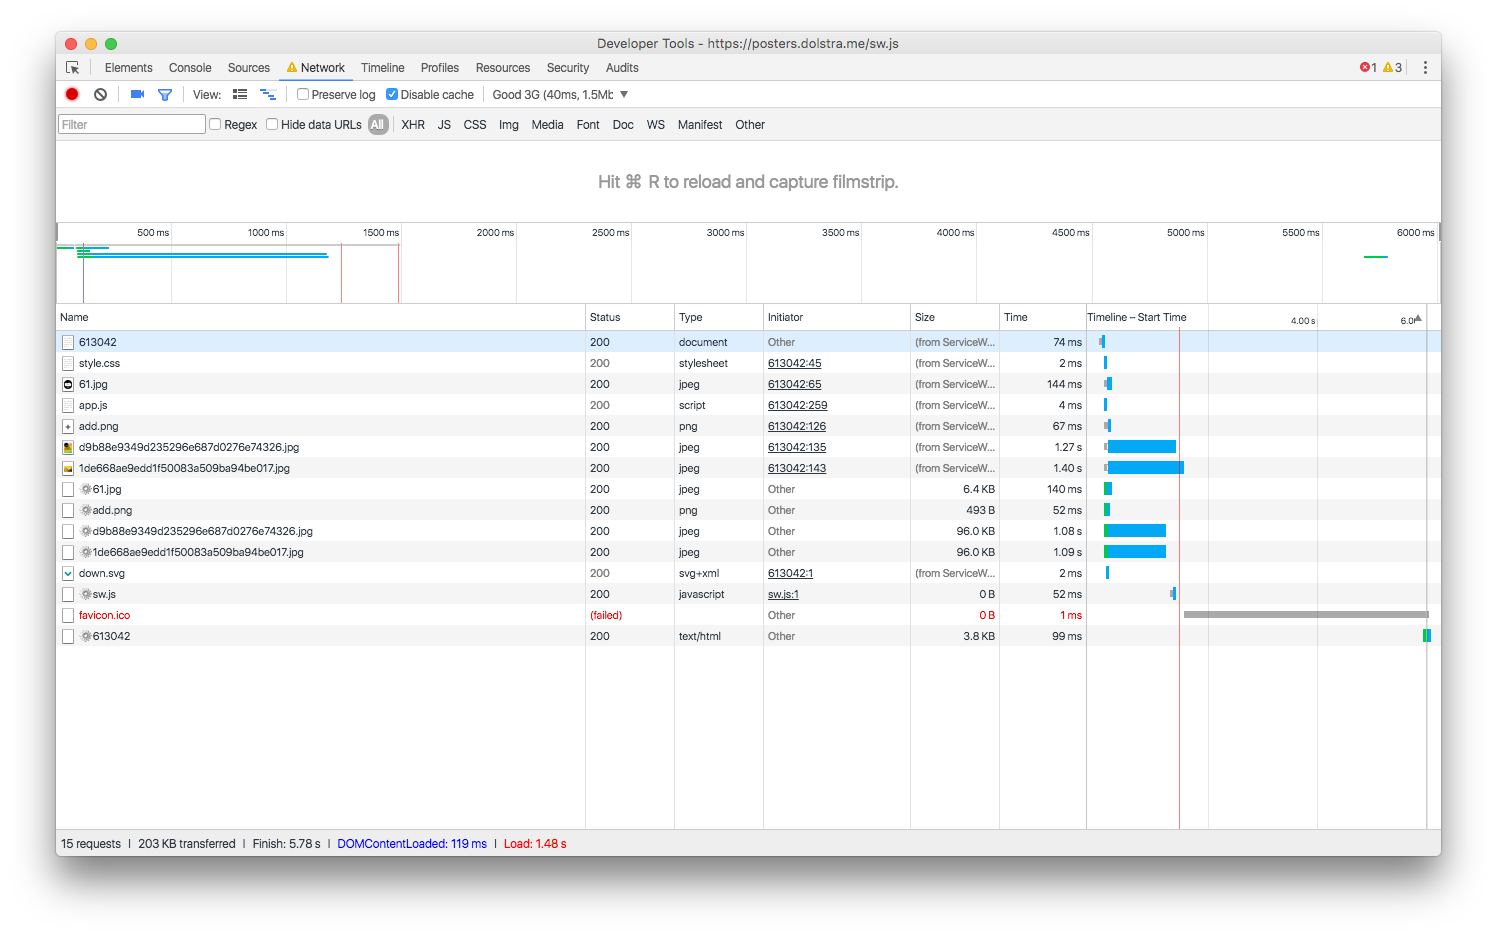 Developer Tools - https://posters.dolstra.me/sw.js
Elements Console Sources Network Timeline Profiles Resources Security Audits 1 3
View: Preserve log Disable cache Good 3G (40ms, 1.5Mb
Filter Regex Hide data URLs All XHR JS CSS Img Media Font Doc WS Manifest Other
Hit ⌘ R to reload and capture filmstrip.
500 ms 1000 ms 1500 ms 2000 ms 2500 ms 3000 ms 3500 ms 4000 ms 4500 ms 5000 ms 5500 ms 6000 ms
Name Status Type Initiator Size Time Timeline – Start Time 4.00 s
613042 200 document Other (from ServiceW... 74 ms
style.css 200 stylesheet 613042:45 (from ServiceW... 2 ms
61.jpg 200 jpeg 613042:65 (from ServiceW... 144 ms
app.js 200 script 613042:259 (from ServiceW... 4 ms
add.png 200 png 613042:126 (from ServiceW... 67 ms
d9b88e9349d235296e687d0276e74326.jpg 200 jpeg 613042:135 (from ServiceW... 1.27 s
1de668ae9edd1f50083a509ba94be017.jpg 200 jpeg 613042:143 (from ServiceW... 1.40 s
61.jpg 200 jpeg Other 6.4 KB 140 ms
add.png 200 png Other 493 B 52 ms
d9b88e9349d235296e687d0276e74326.jpg 200 jpeg Other 96.0 KB 1.08 s
1de668ae9edd1f50083a509ba94be017.jpg 200 jpeg Other 96.0 KB 1.09 s
down.svg 200 svg+xml 613042:1 (from ServiceW... 2 ms
sw.js 200 javascript sw.js:1 0 B 52 ms
favicon.ico (failed) Other 0 B 1 ms
613042 200 text/html Other 3.8 KB 99 ms
15 requests | 203 KB transferred | Finish: 5.78 s | DOMContentLoaded: 119 ms | Load: 1.48 s